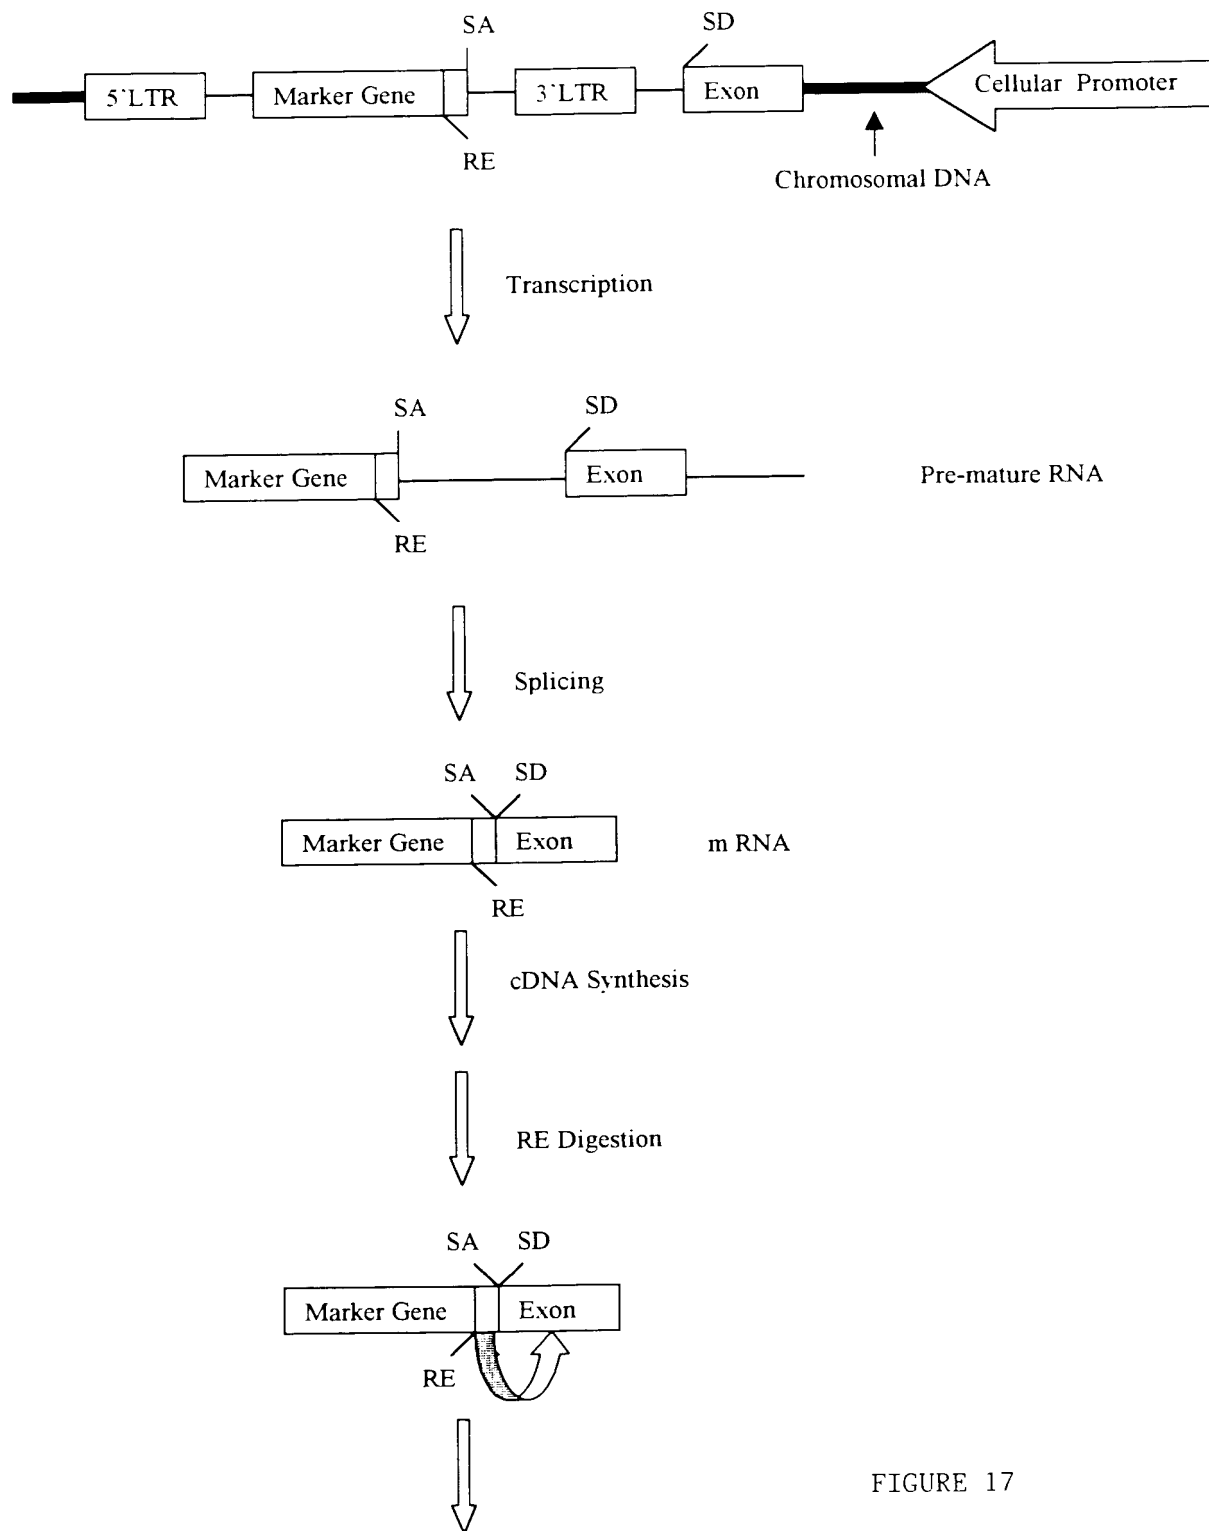 SA
SD
5'LTR
Marker Gene
3'LTR
Exon
Cellular Promoter
RE
Chromosomal DNA
Transcription
SA
SD
Marker Gene
Exon
Pre-mature RNA
RE
Splicing
SA
SD
Marker Gene
Exon
m RNA
RE
cDNA Synthesis
RE Digestion
SA
SD
Marker Gene
Exon
RE
FIGURE 17